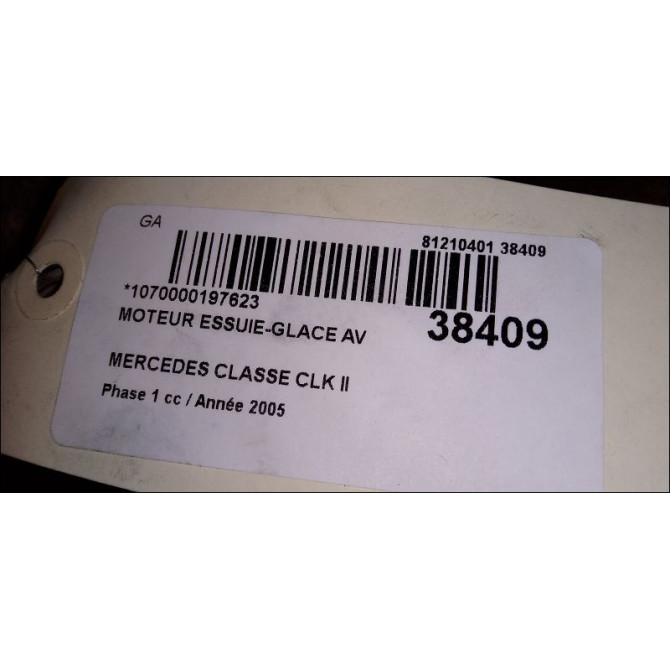 GA
81210401 38409
*1070000197623
38409
MOTEUR ESSUIE-GLACE AV
MERCEDES CLASSE CLK II
Phase 1 cc / Année 2005